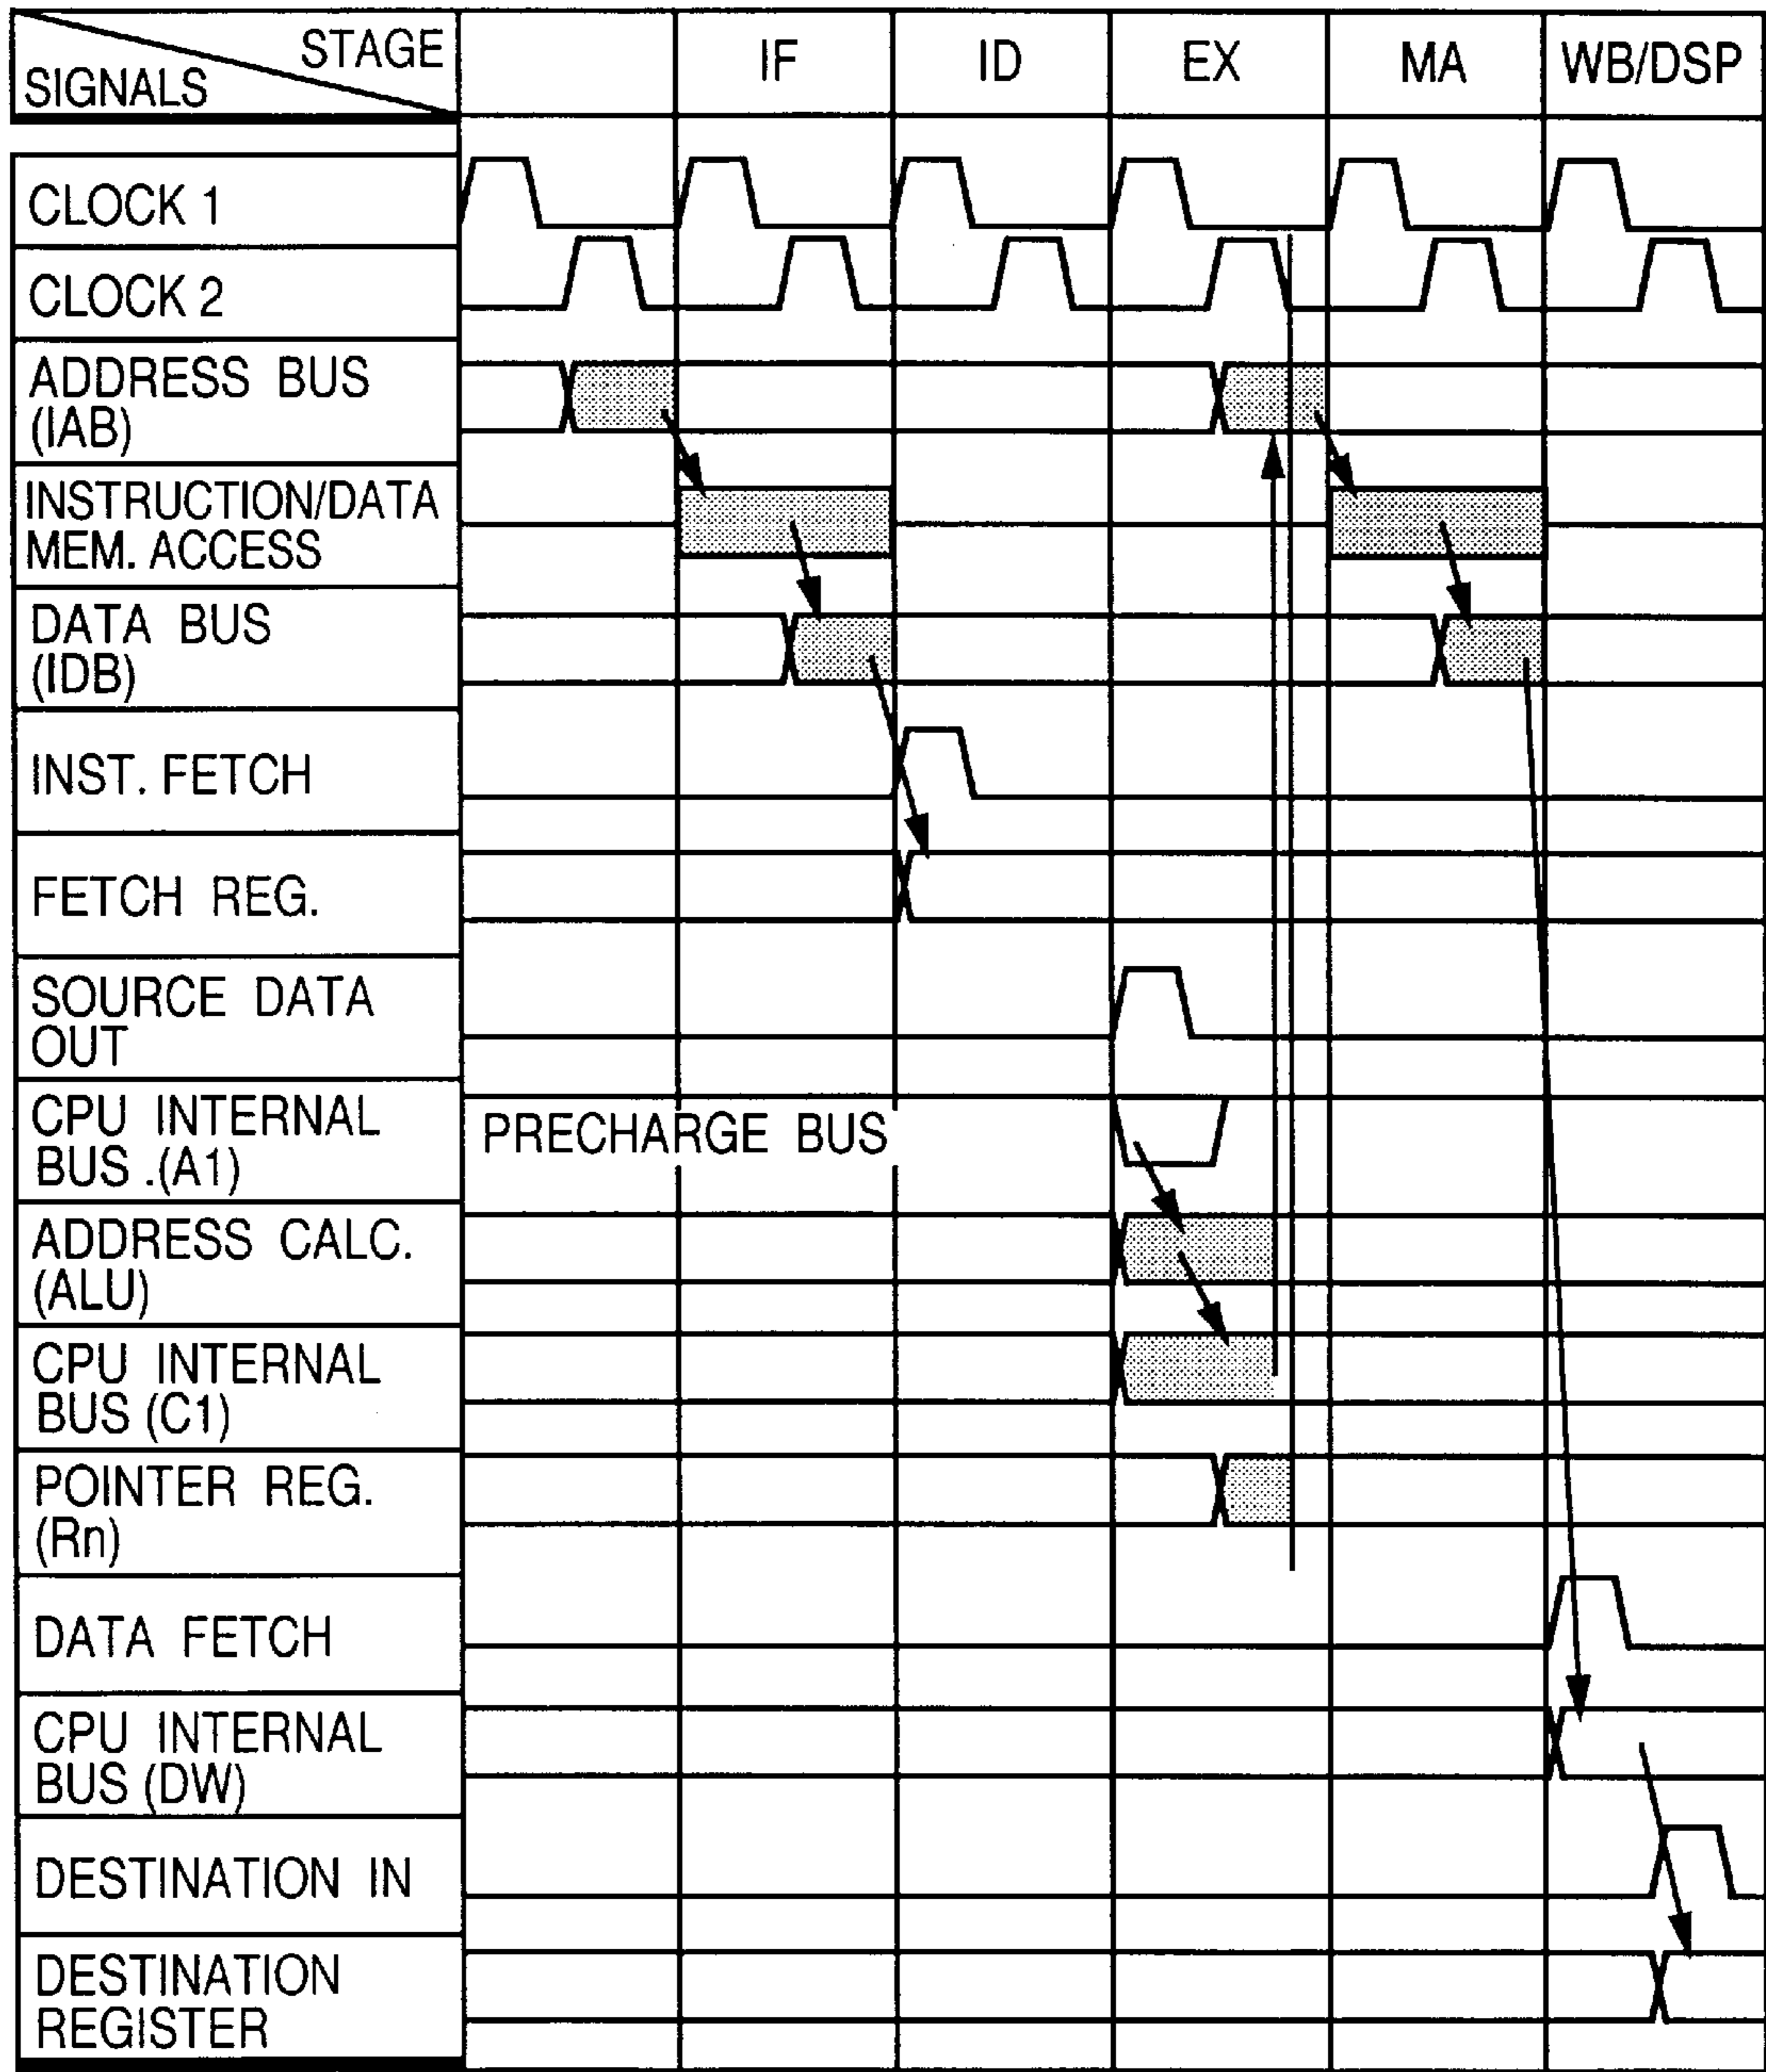 STAGE
SIGNALS
IF ID EX MA WB/DSP
CLOCK 1
CLOCK 2
ADDRESS BUS
(IAB)
INSTRUCTION/DATA
MEM. ACCESS
DATA BUS
(IDB)
INST. FETCH
FETCH REG.
SOURCE DATA
OUT
CPU INTERNAL
BUS .(A1)
PRECHARGE BUS
ADDRESS CALC.
(ALU)
CPU INTERNAL
BUS (C1)
POINTER REG.
(Rn)
DATA FETCH
CPU INTERNAL
BUS (DW)
DESTINATION IN
DESTINATION
REGISTER